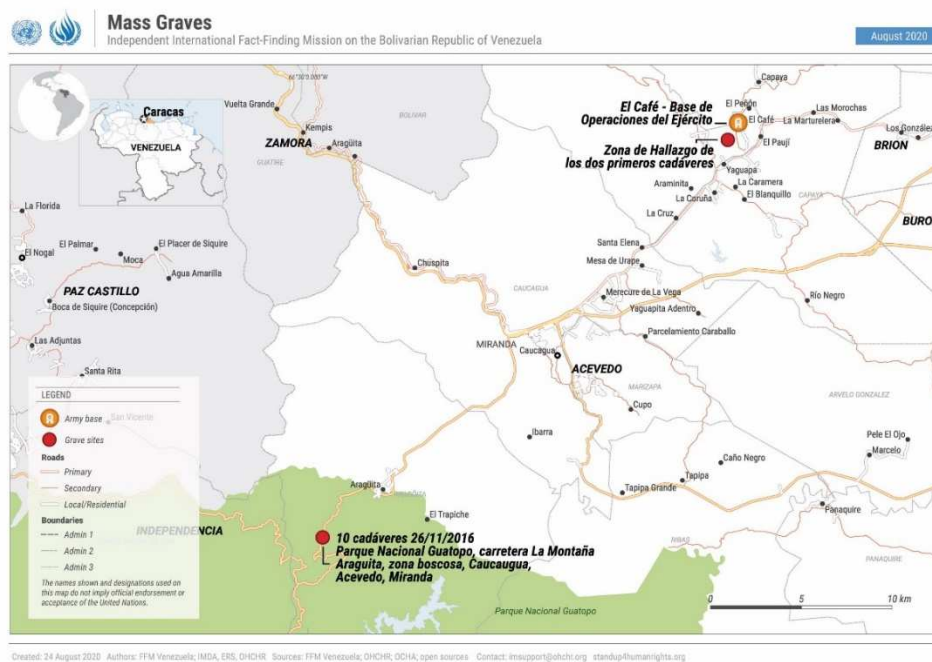 Mass Graves
Independent International Fact-Finding Mission on the Bolivarian Republic of Venezuela
August 2020
Caracas
VENEZUELA
Vuelta Grande
Kempis
ZAMORA
Aragüita
GUATIRE
BOLIVAR
Capaya
El Peñón
Las Morochas
El Café - Base de
Operaciones del Ejército
El Café
La Marturelera
Los González
El Paují
BRION
Zona de Hallazgo de
los dos primeros cadáveres
Yaguapa
Araminita
La Caramera
La Coruña
El Blanquillo
CAPAYA
La Cruz
BURO
La Florida
El Nogal
El Palmar
Moca
El Placer de Siquire
Agua Amarilla
PAZ CASTILLO
Boca de Siquire (Concepción)
Las Adjuntas
Santa Rita
San Vicente
Chuspita
Santa Elena
Mesa de Urape
CAUCAGUA
Merecure de La Vega
Yaguapita Adentro
Río Negro
Parcelamiento Caraballo
MIRANDA
Caucagua
ACEVEDO
MARIZAPA
AREVALO GONZALEZ
Cupo
Ibarra
Pele El Ojo
Marcelo
Caño Negro
Tapipa
Tapipa Grande
Panaquire
PANAQUIRE
Aragüita
El Trapiche
INDEPENDENCIA
10 cadáveres 26/11/2016
Parque Nacional Guatopo, carretera La Montaña
Araguita, zona boscosa, Caucaugua,
Acevedo, Miranda
Parque Nacional Guatopo
0 5 10 km
LEGEND
Army base
Grave sites
Roads
Primary
Secondary
Local/Residential
Boundaries
Admin 1
Admin 2
Admin 3
The names shown and designations used on
this map do not imply official endorsement or
acceptance of the United Nations.
Created: 24 August 2020 Authors: FFM Venezuela; IMDA, ERS, OHCHR Sources: FFM Venezuela; OHCHR; OCHA; open sources Contact: imsupport@ohchr.org standup4humanrights.org